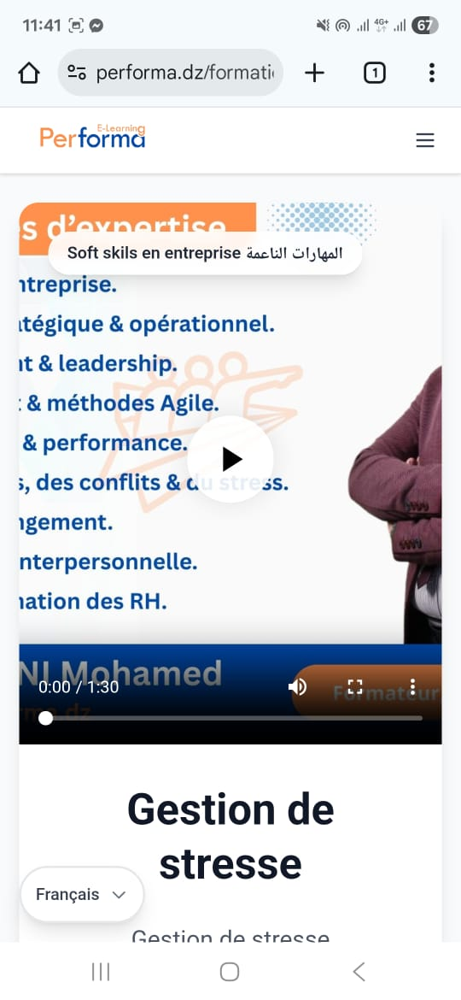 11:41
4G+
67
performa.dz/formati
1
E-Learning
Performa
s d'expertise
Soft skils en entreprise المهارات الناعمة
ntreprise.
atégique & opérationnel.
nt & leadership.
& méthodes Agile.
& performance.
s, des conflits & du stress.
ngement.
nterpersonnelle.
nation des RH.
NI Mohamed
0:00 / 1:30
Formateur
ma.dz
Gestion de
stresse
Français
Gestion de stresse